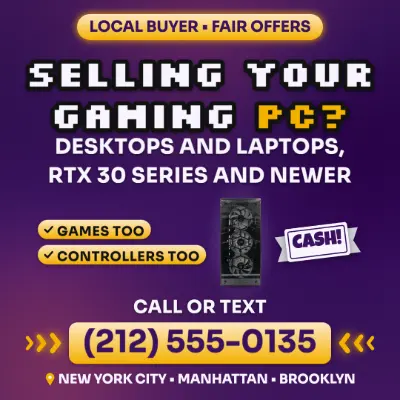 LOCAL BUYER • FAIR OFFERS
SELLING YOUR
GAMING PC?
DESKTOPS AND LAPTOPS,
RTX 30 SERIES AND NEWER
✓ GAMES TOO
✓ CONTROLLERS TOO
CASH!
CALL OR TEXT
(212) 555-0135
NEW YORK CITY • MANHATTAN • BROOKLYN